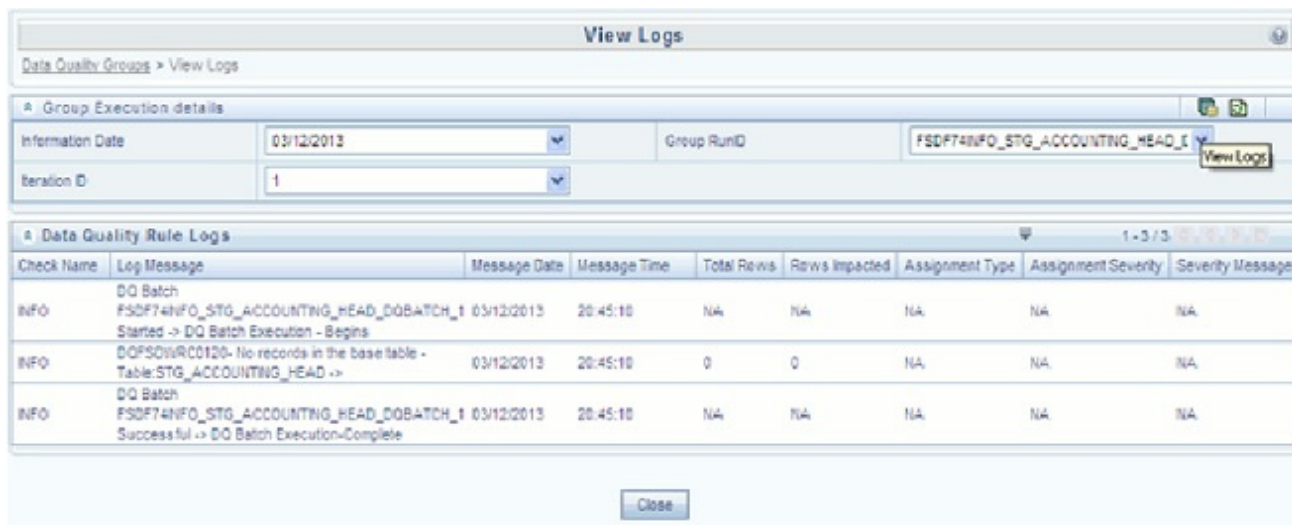 View Logs
Data Quality Groups > View Logs
Group Execution details
Information Date
03/12/2013
Group RunID
FSDF74INFO_STG_ACCOUNTING_HEAD_D
View Logs
Iteration ID
1
Data Quality Rule Logs
1 - 3 / 3
Check Name Log Message Message Date Message Time Total Rows Rows Impacted Assignment Type Assignment Severity Severity Message
DQ Batch
INFO FSDF74INFO_STG_ACCOUNTING_HEAD_DQBATCH_1 03/12/2013 20:45:10 NA NA NA NA NA
Started -> DQ Batch Execution - Begins
INFO No records in the base table - 03/12/2013 20:45:10 0 0 NA NA NA
Table:STG_ACCOUNTING_HEAD ->
DQ Batch
INFO FSDF74INFO_STG_ACCOUNTING_HEAD_DQBATCH_1 03/12/2013 20:45:10 NA NA NA NA NA
Successful -> DQ Batch Execution-Complete
Close